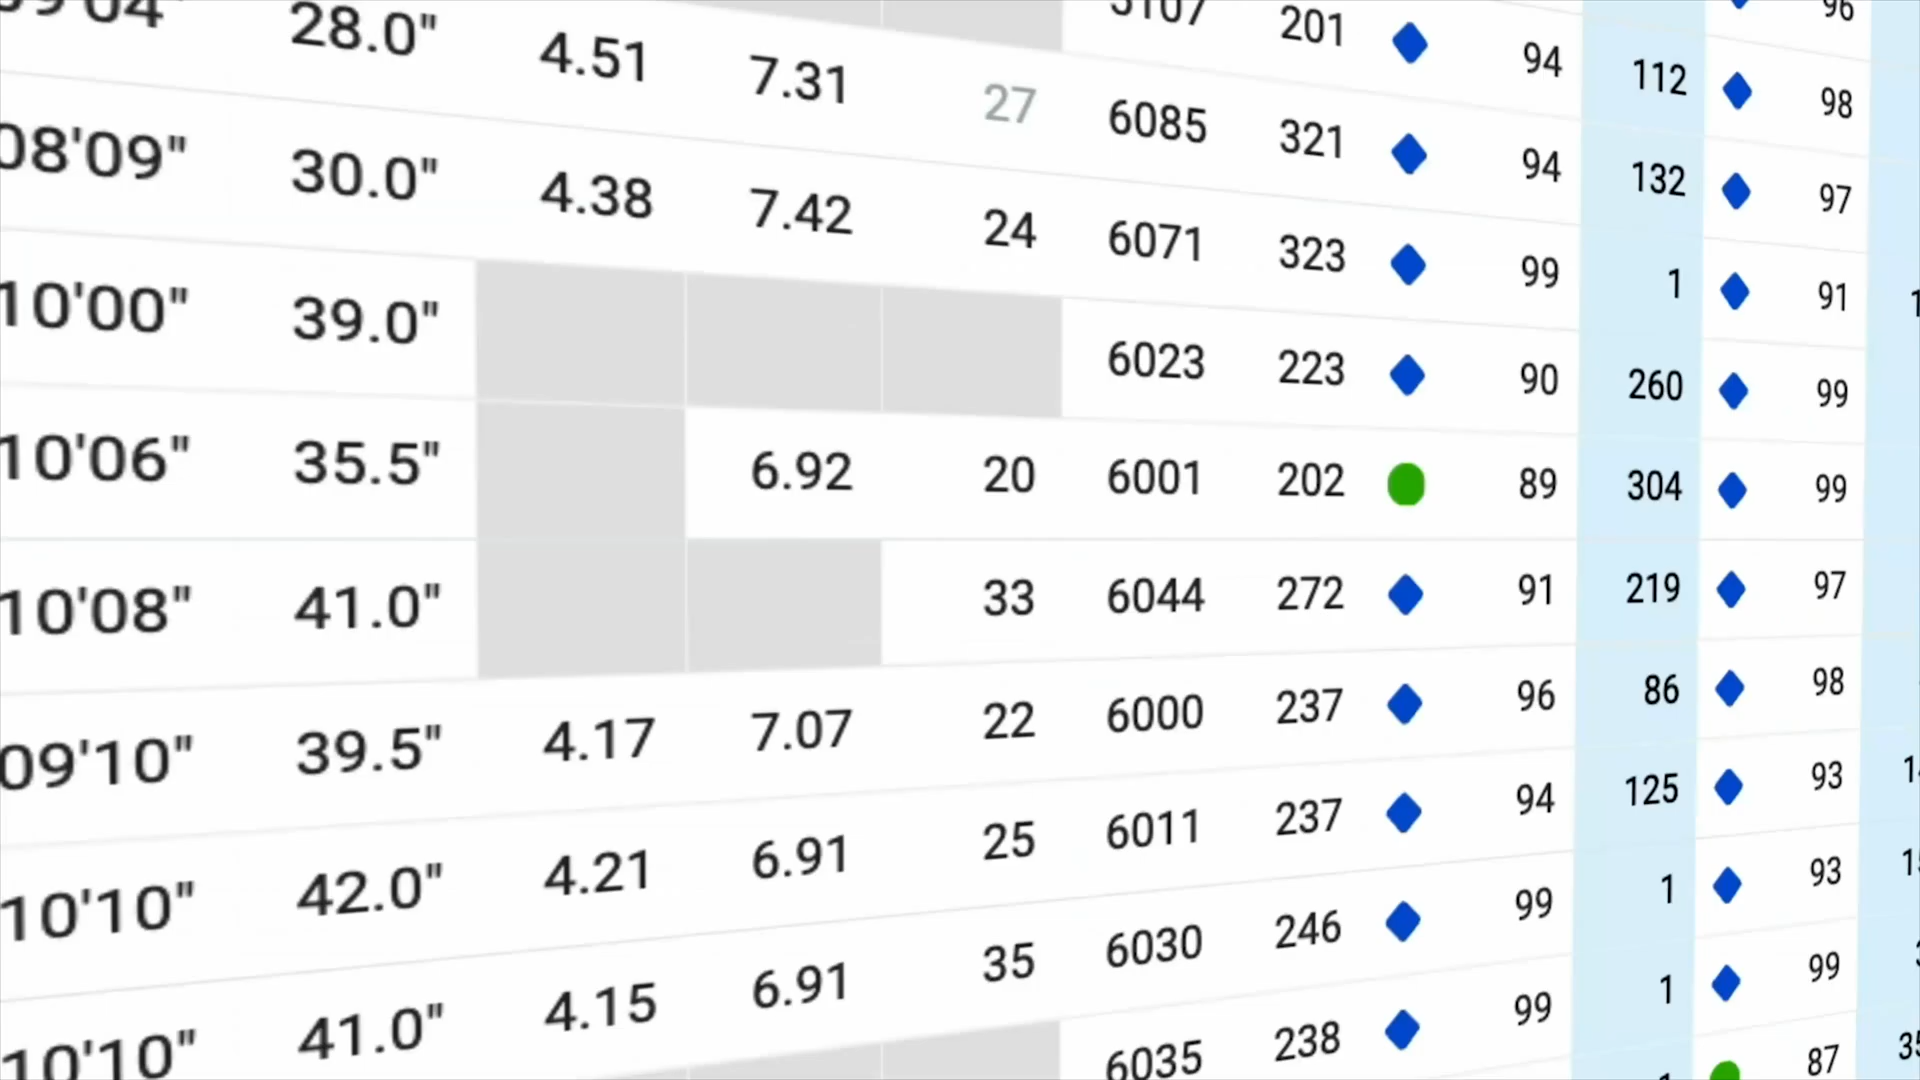 96
201 94 112 98
28.0" 4.51 7.31 27 6085 321 94 132 97
08'09" 30.0" 4.38 7.42 24 6071 323 99 1 91
10'00" 39.0" 6023 223 90 260 99
10'06" 35.5" 6.92 20 6001 202 89 304 99
10'08" 41.0" 33 6044 272 91 219 97
09'10" 39.5" 4.17 7.07 22 6000 237 96 86 98
10'10" 42.0" 4.21 6.91 25 6011 237 94 125 93
10'10" 41.0" 4.15 6.91 35 6030 246 99 1 93
6035 238 99 1 99
87